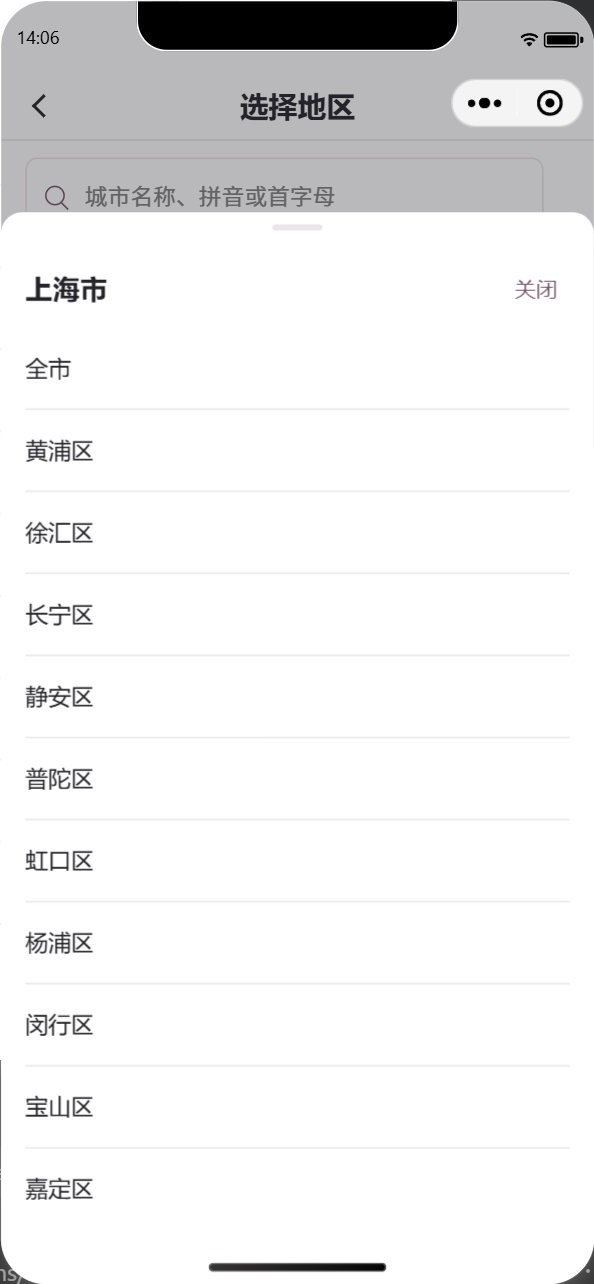 14:06
选择地区
城市名称、拼音或首字母
上海市
关闭
全市
黄浦区
徐汇区
长宁区
静安区
普陀区
虹口区
杨浦区
闵行区
宝山区
嘉定区